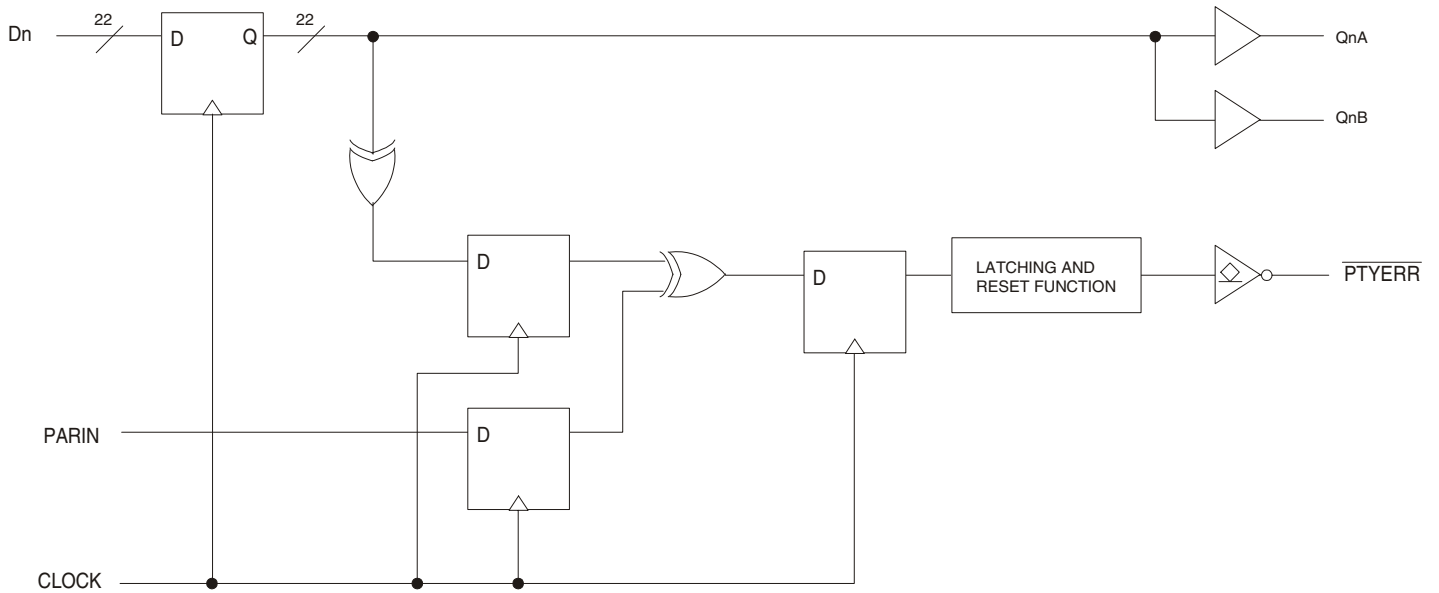 Dn
22
D
Q
22
QnA
QnB
D
D
LATCHING AND
RESET FUNCTION
PTYERR
PARIN
D
CLOCK